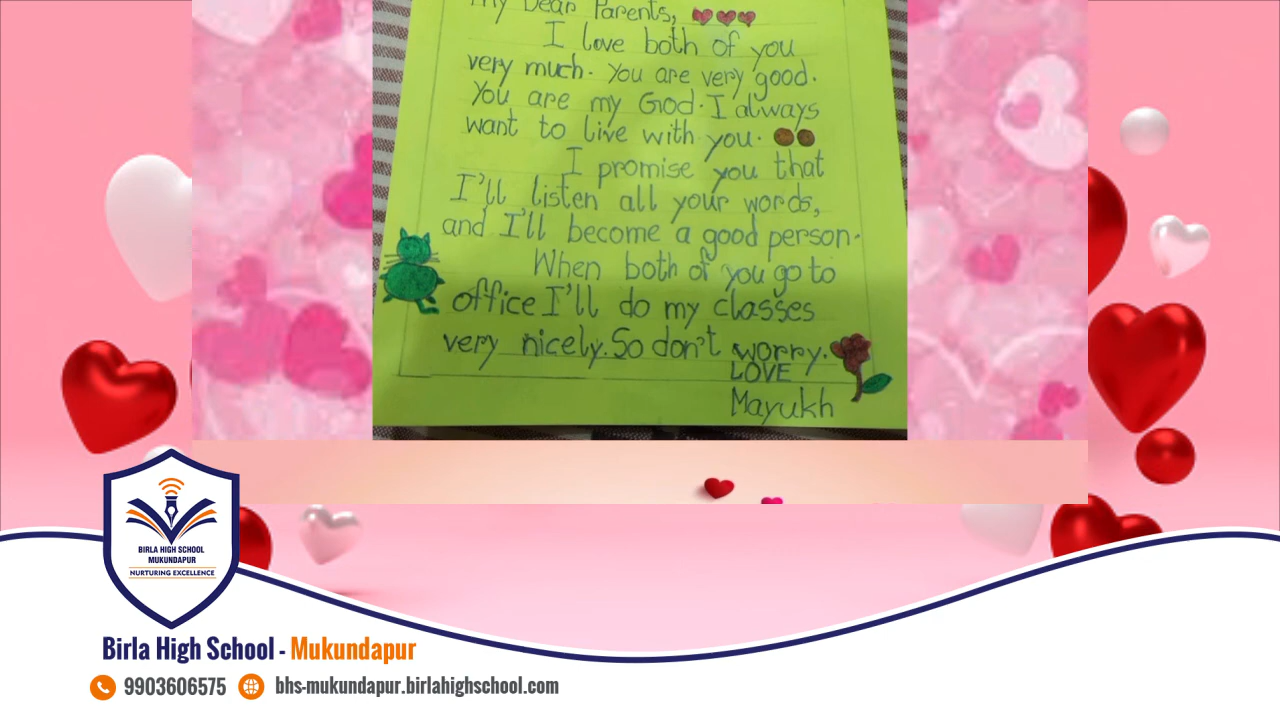 My Dear Parents,
I love both of you
very much. You are very good.
You are my God. I always
want to live with you.
I promise you that
I'll listen all your words,
and I'll become a good person.
When both of you go to
office I'll do my classes
very nicely. So don't worry.
LOVE
Mayukh
BIRLA HIGH SCHOOL
MUKUNDAPUR
NURTURING EXCELLENCE
Birla High School - Mukundapur
9903606575
bhs-mukundapur.birlahighschool.com